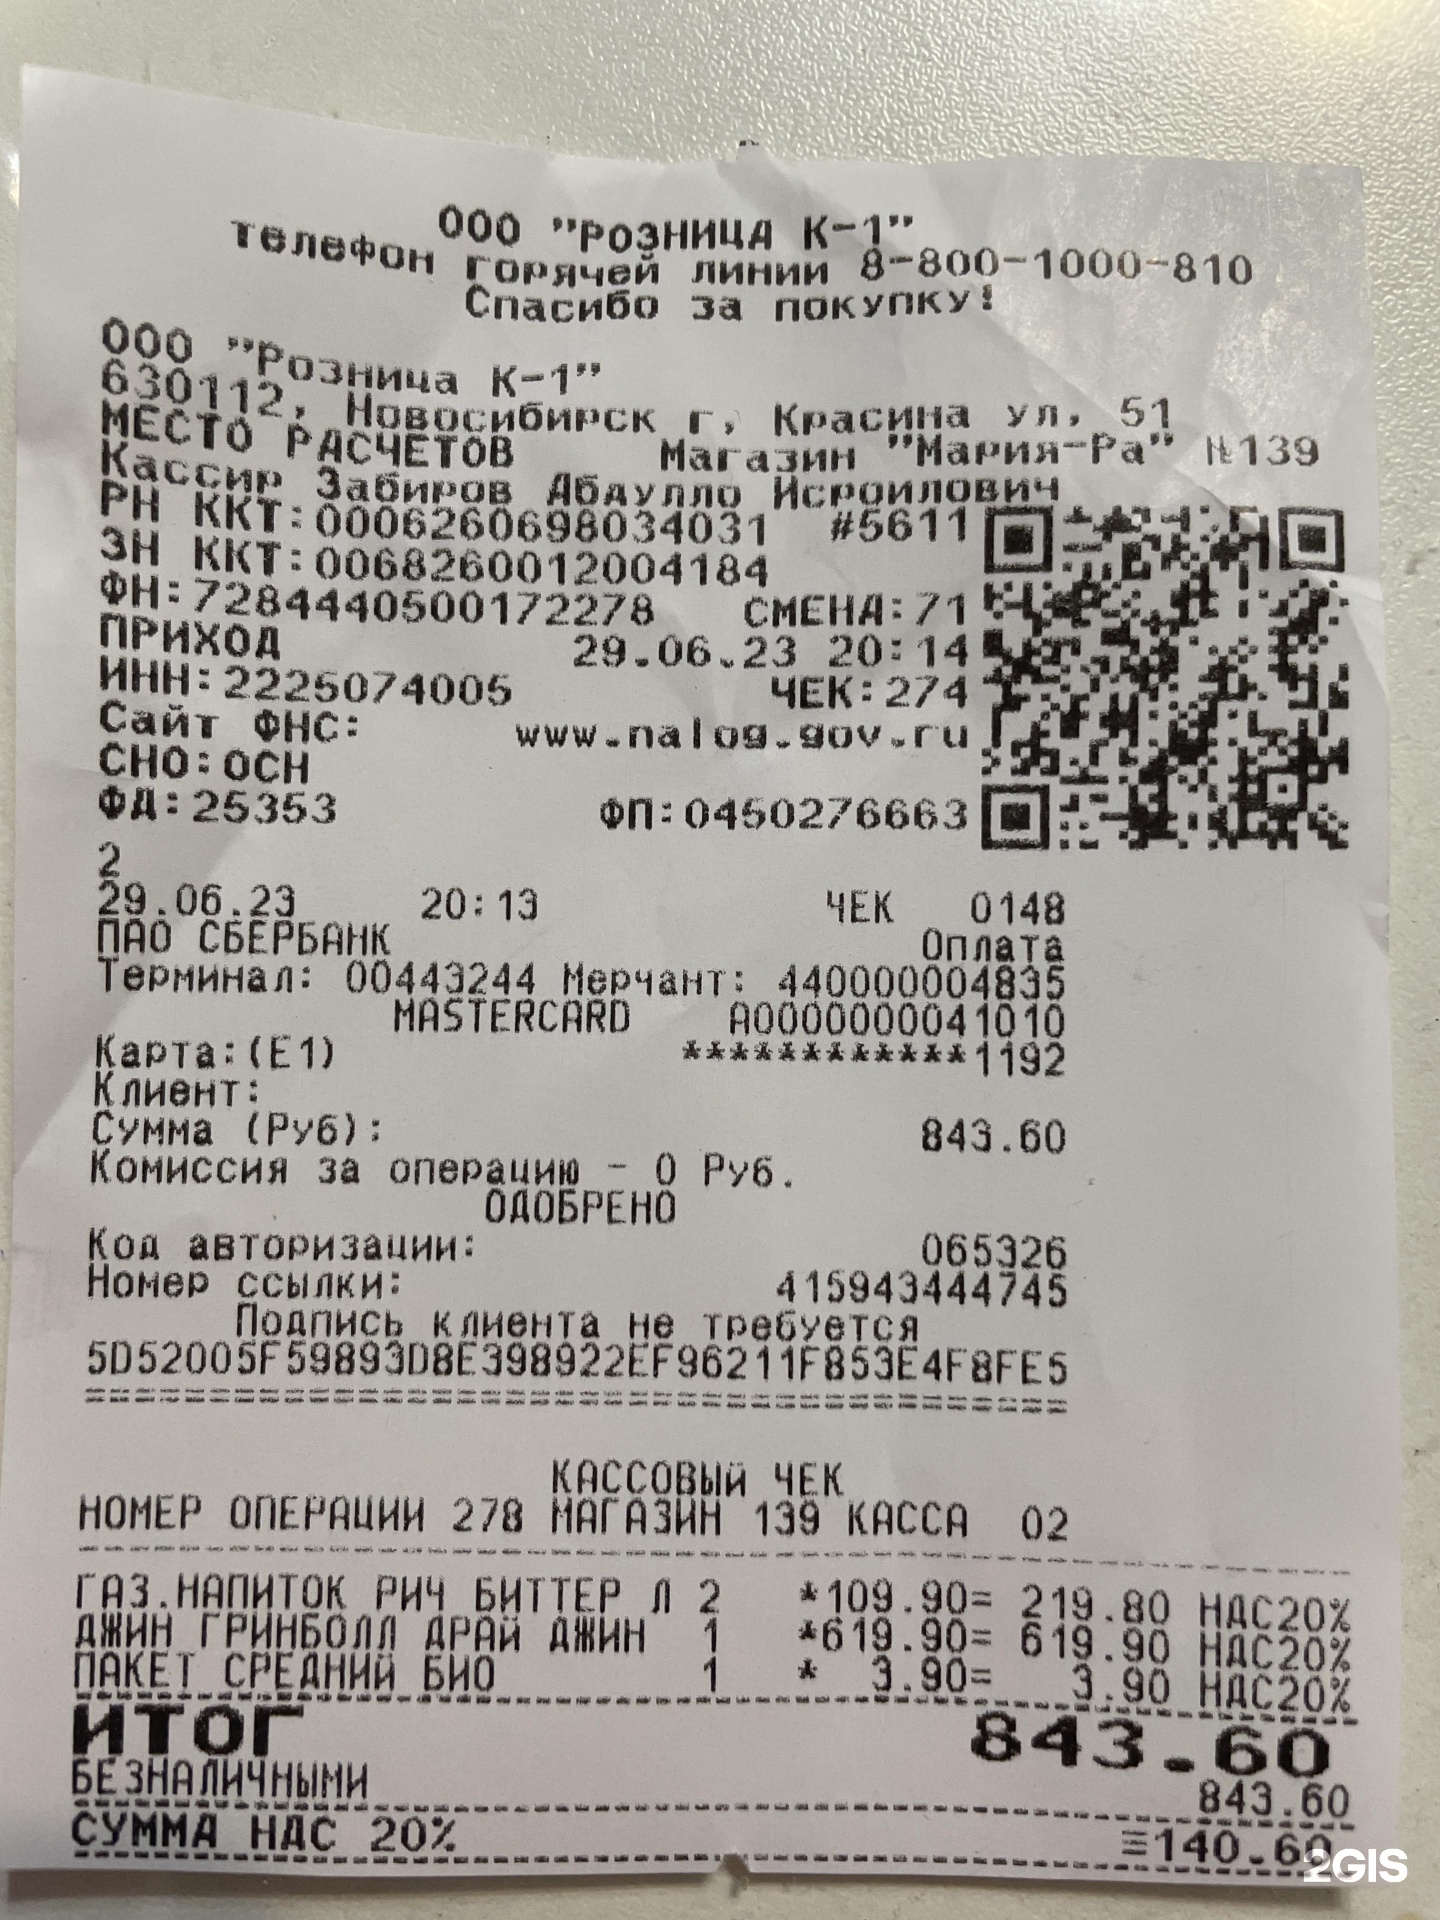 ООО "РОЗНИЦА К-1"
телефон горячей линии 8-800-1000-810
Спасибо за покупку!
ООО "Розница К-1"
630112, Новосибирск г, Красина ул, 51
МЕСТО РАСЧЕТОВ Магазин "Мария-Ра" №139
Кассир Забиров Абдулло Исроилович
РН ККТ:0006260698034031 #5611
ЗН ККТ:0068260012004184
ФН:7284440500172278 СМЕНА:71
ПРИХОД 29.06.23 20:14
ИНН:2225074005 ЧЕК:274
Сайт ФНС: www.nalog.gov.ru
СНО:ОСН
ФД:25353 ФП:0450276663
2
29.06.23 20:13 ЧЕК 0148
ПАО СБЕРБАНК Оплата
Терминал: 00443244 Мерчант: 440000004835
MASTERCARD A0000000041010
Карта:(E1) ************1192
Клиент:
Сумма (Руб): 843.60
Комиссия за операцию - 0 Руб.
ОДОБРЕНО
Код авторизации: 065326
Номер ссылки: 415943444745
Подпись клиента не требуется
5D52005F59893D8E398922EF96211F853E4F8FE5
========================================
КАССОВЫЙ ЧЕК
НОМЕР ОПЕРАЦИИ 278 МАГАЗИН 139 КАССА 02
ГАЗ.НАПИТОК РИЧ БИТТЕР Л 2 *109.90= 219.80 НДС20%
ДЖИН ГРИНБОЛЛ ДРАЙ ДЖИН 1 *619.90= 619.90 НДС20%
ПАКЕТ СРЕДНИЙ БИО 1 * 3.90= 3.90 НДС20%
ИТОГ 843.60
БЕЗНАЛИЧНЫМИ 843.60
СУММА НДС 20% ≡140.60
2GIS